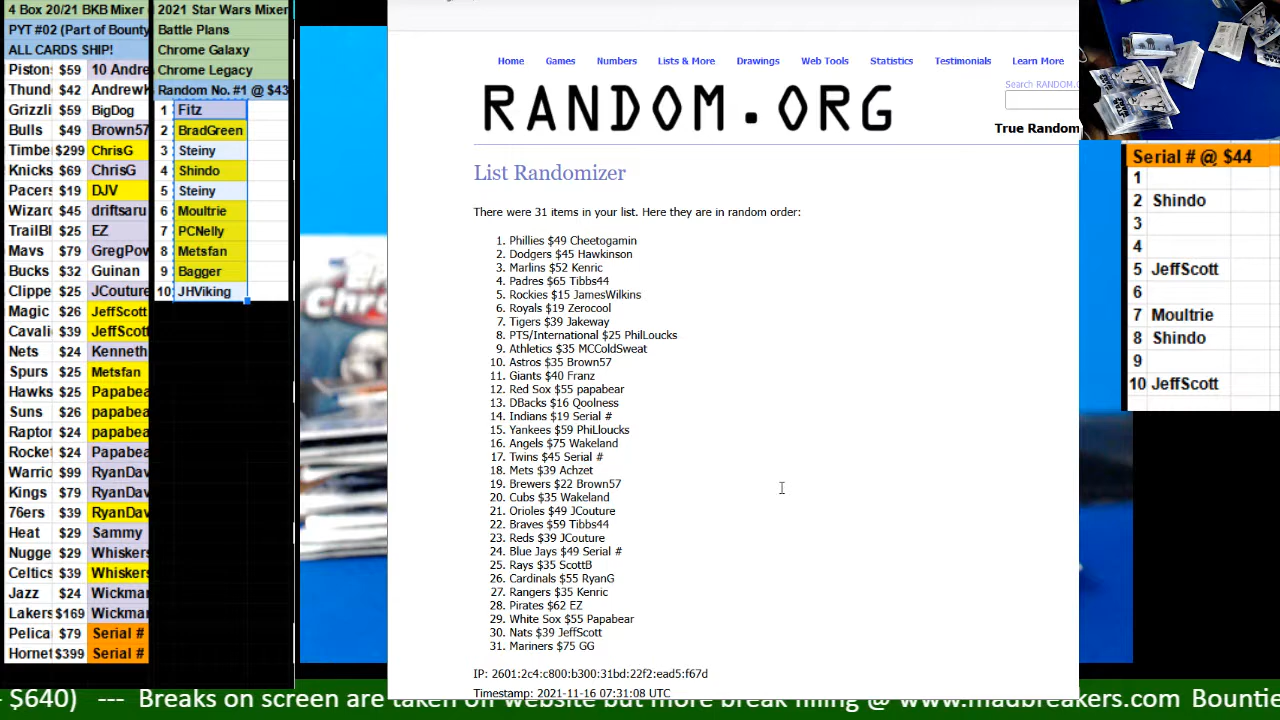 4 Box 20/21 BKB Mixer
PYT #02 (Part of Bounty
ALL CARDS SHIP!
Pistons $59 10 Andre
Thund $42 AndrewK
Grizzli $59 BigDog
Bulls $49 Brown57
Timbe $299 ChrisG
Knicks $69 ChrisG
Pacers $19 DJV
Wizard $45 driftsaru
TrailBl $25 EZ
Mavs $79 GregPow
Bucks $32 Guinan
Clippe $25 JCouture
Magic $26 JeffScott
Cavali $39 JeffScott
Nets $24 Kenneth
Spurs $25 Metsfan
Hawks $25 Papabea
Suns $26 papabea
Rapto $24 papabea
Rocket $24 Papabea
Warrio $99 RyanDav
Kings $79 RyanDav
76ers $39 RyanDav
Heat $29 Sammy
Nugge $29 Whiskers
Celtics $39 Whiskers
Jazz $24 Wickma
Lakers $169 Wickma
Pelica $79 Serial #
Hornet $399 Serial #
2021 Star Wars Mixer
Battle Plans
Chrome Galaxy
Chrome Legacy
Random No. #1 @ $43
1 Fitz
2 BradGreen
3 Steiny
4 Shindo
5 Steiny
6 Moultrie
7 PCNelly
8 Metsfan
9 Bagger
10 JHViking
Home Games Numbers Lists & More Drawings Web Tools Statistics Testimonials Learn More
Search RANDOM.O
RANDOM.ORG
True Random
List Randomizer
There were 31 items in your list. Here they are in random order:
1. Phillies $49 Cheetogamin
2. Dodgers $45 Hawkinson
3. Marlins $52 Kenric
4. Padres $65 Tibbs44
5. Rockies $15 JamesWilkins
6. Royals $19 Zerocool
7. Tigers $39 Jakeway
8. PTS/International $25 PhilLoucks
9. Athletics $35 MCColdSweat
10. Astros $35 Brown57
11. Giants $40 Franz
12. Red Sox $55 papabear
13. DBacks $16 Qoolness
14. Indians $19 Serial #
15. Yankees $59 PhiLloucks
16. Angels $75 Wakeland
17. Twins $45 Serial #
18. Mets $39 Achzet
19. Brewers $22 Brown57
20. Cubs $35 Wakeland
21. Orioles $49 JCouture
22. Braves $59 Tibbs44
23. Reds $39 JCouture
24. Blue Jays $49 Serial #
25. Rays $35 ScottB
26. Cardinals $55 RyanG
27. Rangers $35 Kenric
28. Pirates $62 EZ
29. White Sox $55 Papabear
30. Nats $39 JeffScott
31. Mariners $75 GG
IP: 2601:2c4:c800:b300:31bd:22f2:ead5:f67d
Timestamp: 2021-11-16 07:31:08 UTC
Serial # @ $44
1
2 Shindo
3
4
5 JeffScott
6
7 Moultrie
8 Shindo
9
10 JeffScott
- $640) --- Breaks on screen are taken off website but more break filling @ www.madbreakers.com Bountie